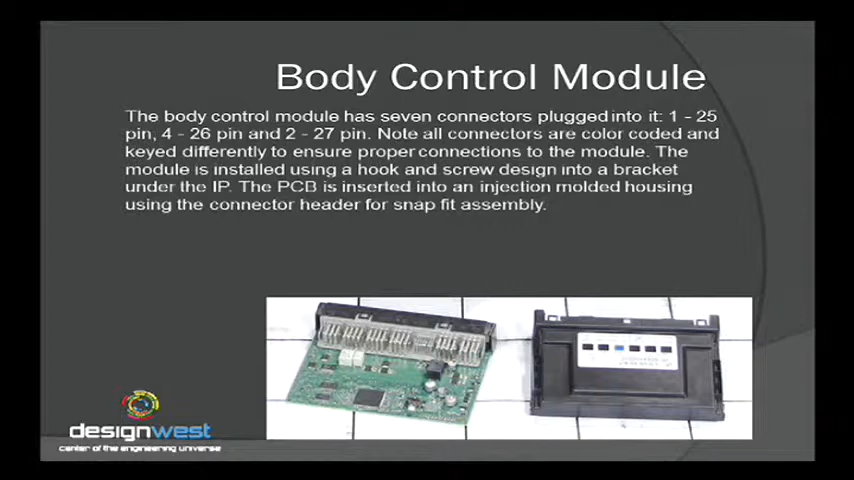 Body Control Module
The body control module has seven connectors plugged into it: 1 - 25
pin, 4 - 26 pin and 2 - 27 pin. Note all connectors are color coded and
keyed differently to ensure proper connections to the module. The
module is installed using a hook and screw design into a bracket
under the IP. The PCB is inserted into an injection molded housing
using the connector header for snap fit assembly.
designwest
center of the engineering universe